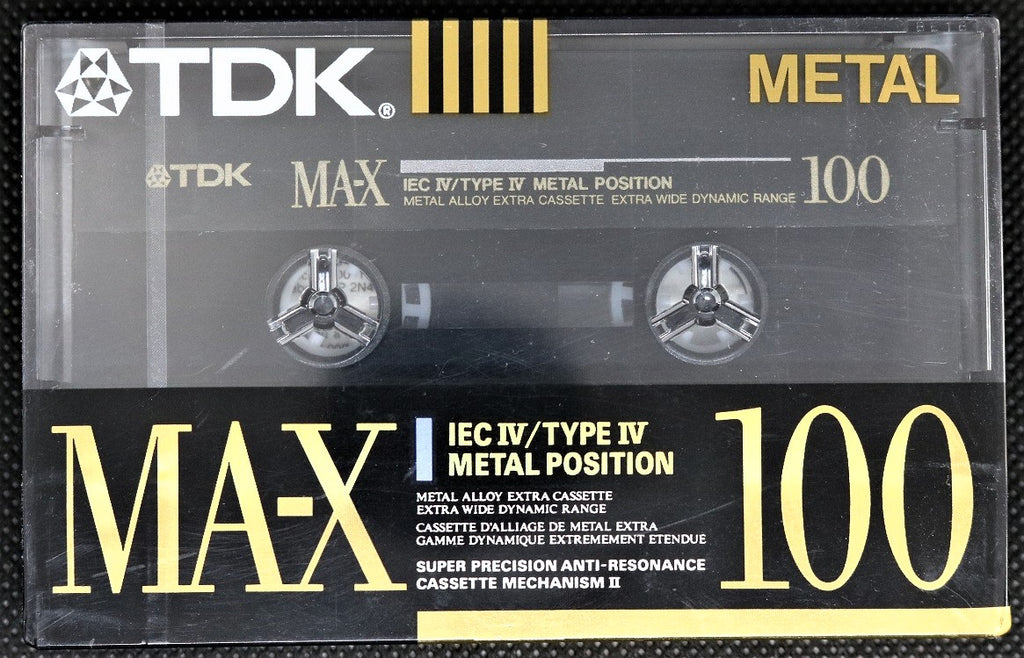 TDK® METAL
TDK MA-X 100
IEC IV/TYPE IV METAL POSITION
METAL ALLOY EXTRA CASSETTE EXTRA WIDE DYNAMIC RANGE
2N4
MA-X 100
IEC IV/TYPE IV
METAL POSITION
METAL ALLOY EXTRA CASSETTE
EXTRA WIDE DYNAMIC RANGE
CASSETTE D'ALLIAGE DE METAL EXTRA
GAMME DYNAMIQUE EXTREMEMENT ETENDUE
SUPER PRECISION ANTI-RESONANCE
CASSETTE MECHANISM II